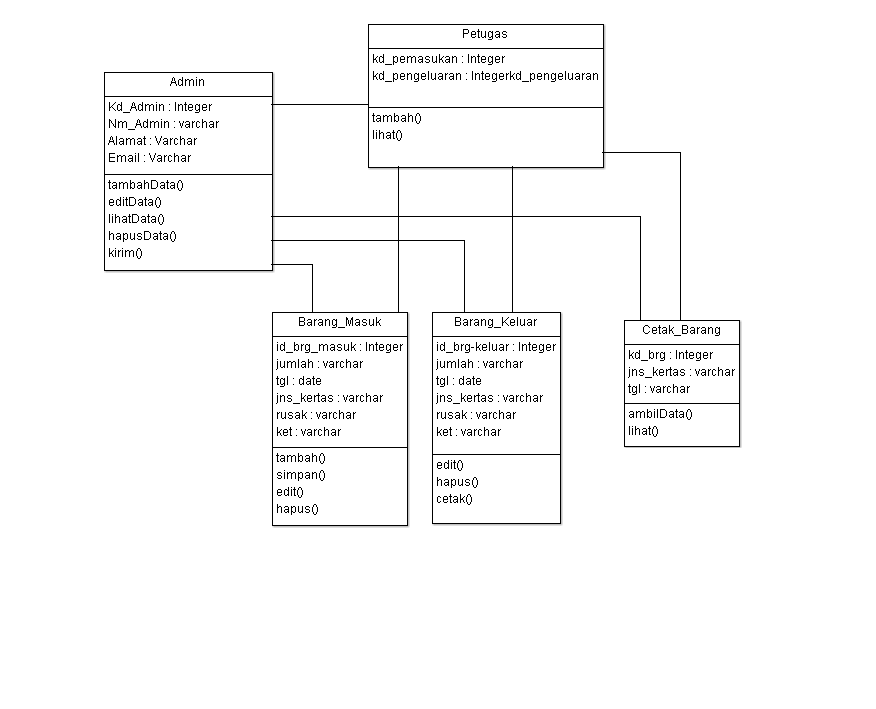 Petugas
kd_pemasukan : Integer
kd_pengeluaran : Integerkd_pengeluaran
tambah()
lihat()
Admin
Kd_Admin : Integer
Nm_Admin : varchar
Alamat : Varchar
Email : Varchar
tambahData()
editData()
lihatData()
hapusData()
kirim()
Barang_Masuk
id_brg_masuk : Integer
jumlah : varchar
tgl : date
jns_kertas : varchar
rusak : varchar
ket : varchar
tambah()
simpan()
edit()
hapus()
Barang_Keluar
id_brg-keluar : Integer
jumlah : varchar
tgl : date
jns_kertas : varchar
rusak : varchar
ket : varchar
edit()
hapus()
cetak()
Cetak_Barang
kd_brg : Integer
jns_kertas : varchar
tgl : varchar
ambilData()
lihat()